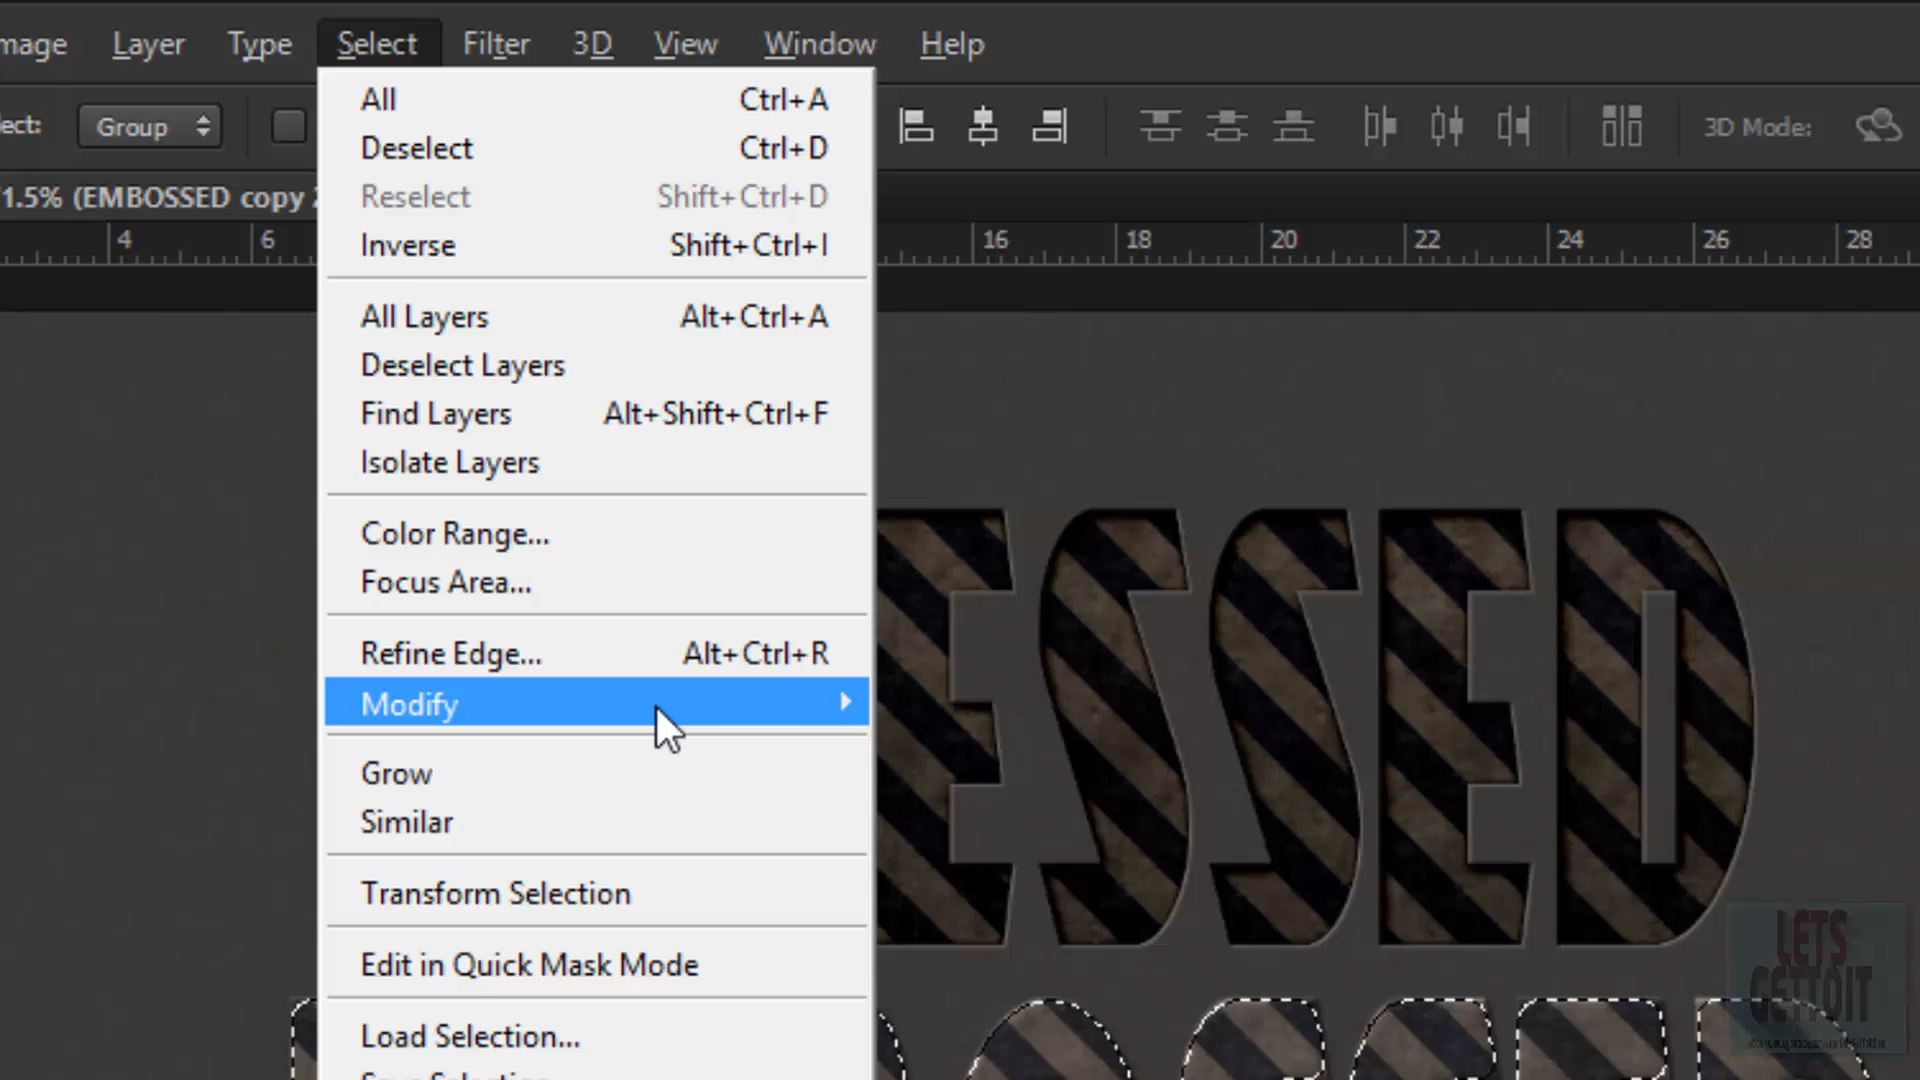 mage Layer Type Select Filter 3D View Window Help
ect: Group 3D Mode:
1.5% (EMBOSSED copy
4 6 16 18 20 22 24 26 28
All Ctrl+A
Deselect Ctrl+D
Reselect Shift+Ctrl+D
Inverse Shift+Ctrl+I
All Layers Alt+Ctrl+A
Deselect Layers
Find Layers Alt+Shift+Ctrl+F
Isolate Layers
Color Range...
Focus Area...
Refine Edge... Alt+Ctrl+R
Modify
Grow
Similar
Transform Selection
Edit in Quick Mask Mode
Load Selection...
ESSED
LETS
GETTOIT